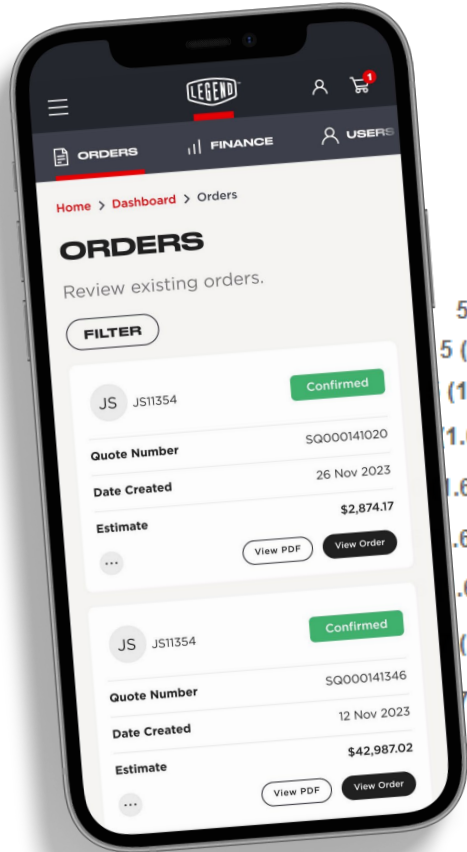 LEGEND
1
ORDERS FINANCE USERS
Home > Dashboard > Orders
ORDERS
Review existing orders.
FILTER
JS JS11354 Confirmed
Quote Number SQ000141020
Date Created 26 Nov 2023
Estimate $2,874.17
... View PDF View Order
JS JS11354 Confirmed
Quote Number SQ000141346
Date Created 12 Nov 2023
Estimate $42,987.02
... View PDF View Order